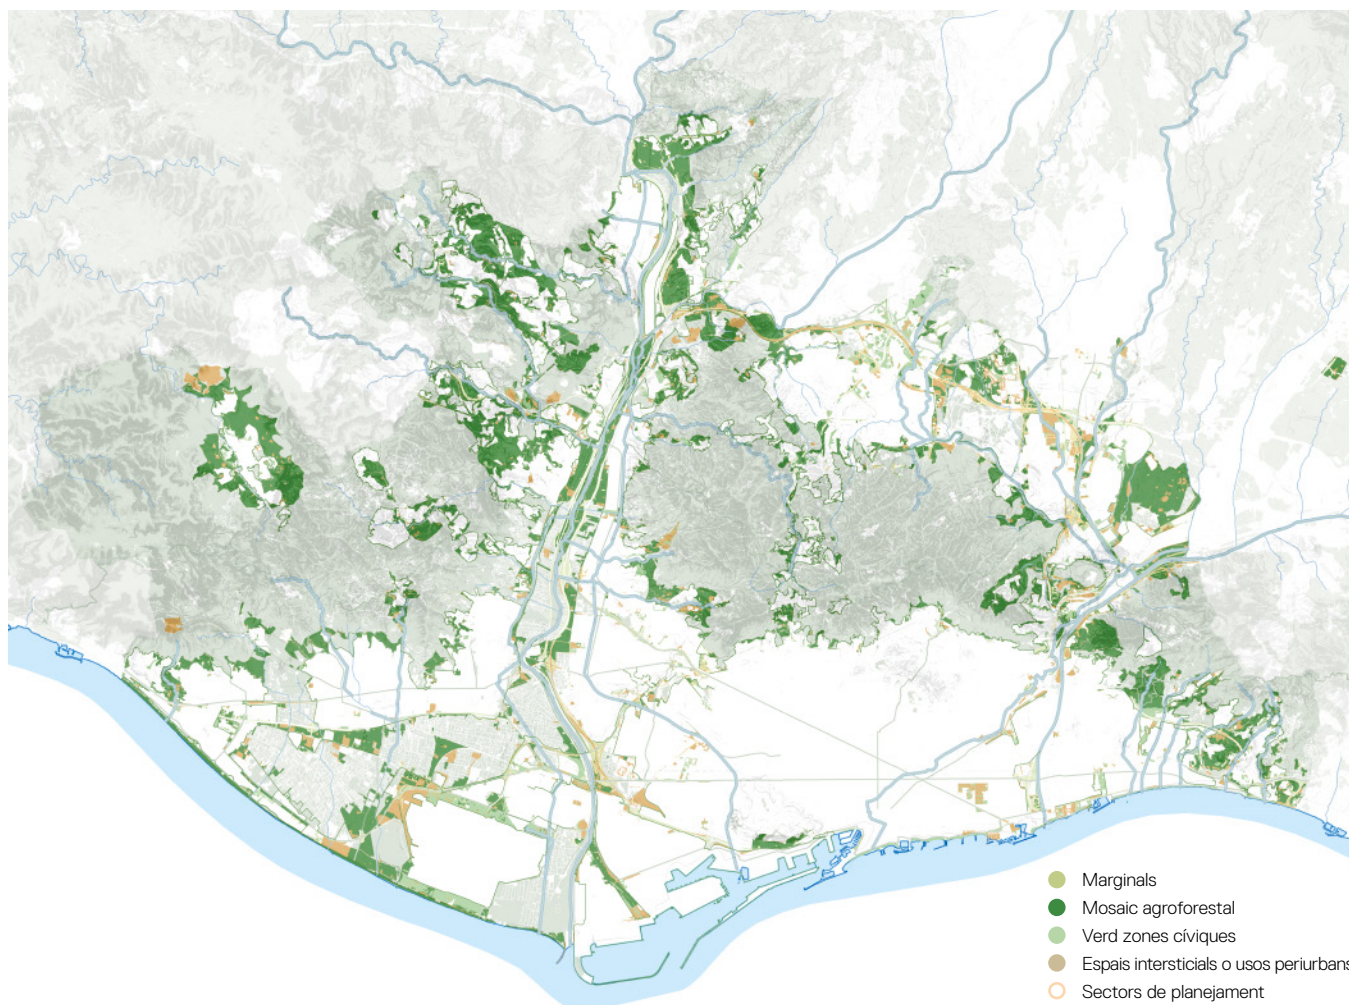 Marginals
Mosaic agroforestal
Verd zones cíviques
Espais intersticials o usos periurbans
Sectors de planejament